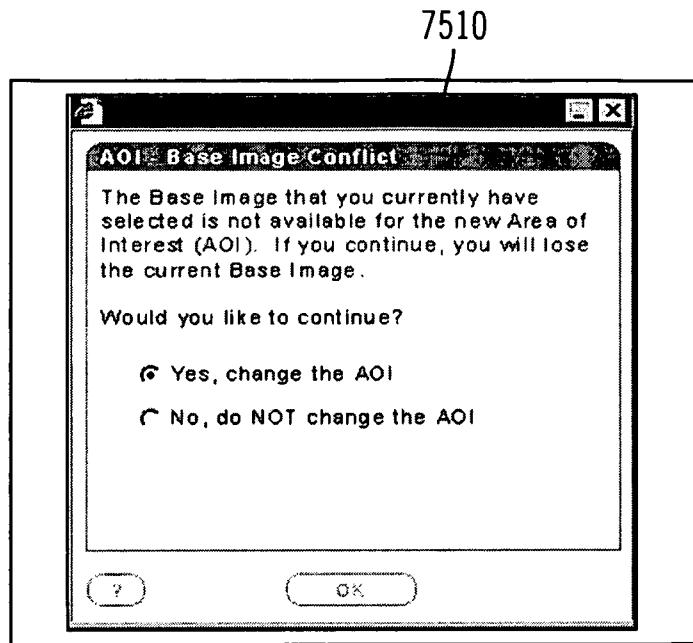 7510
AOI - Base Image Conflict
The Base Image that you currently have
selected is not available for the new Area of
Interest (AOI). If you continue, you will lose
the current Base Image.
Would you like to continue?
Yes, change the AOI
No, do NOT change the AOI
?
OK